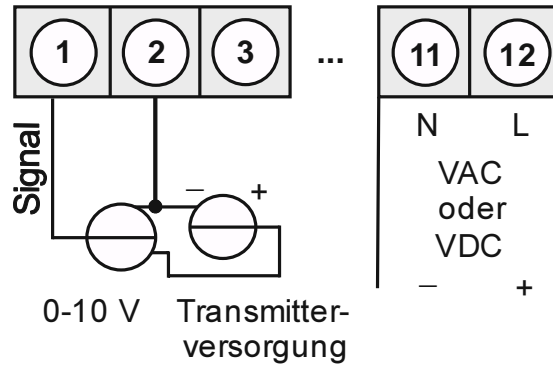 1 2 3 ... 11 12
N L
Signal
VAC
oder
VDC
– +
– +
0-10 V Transmitter-
versorgung